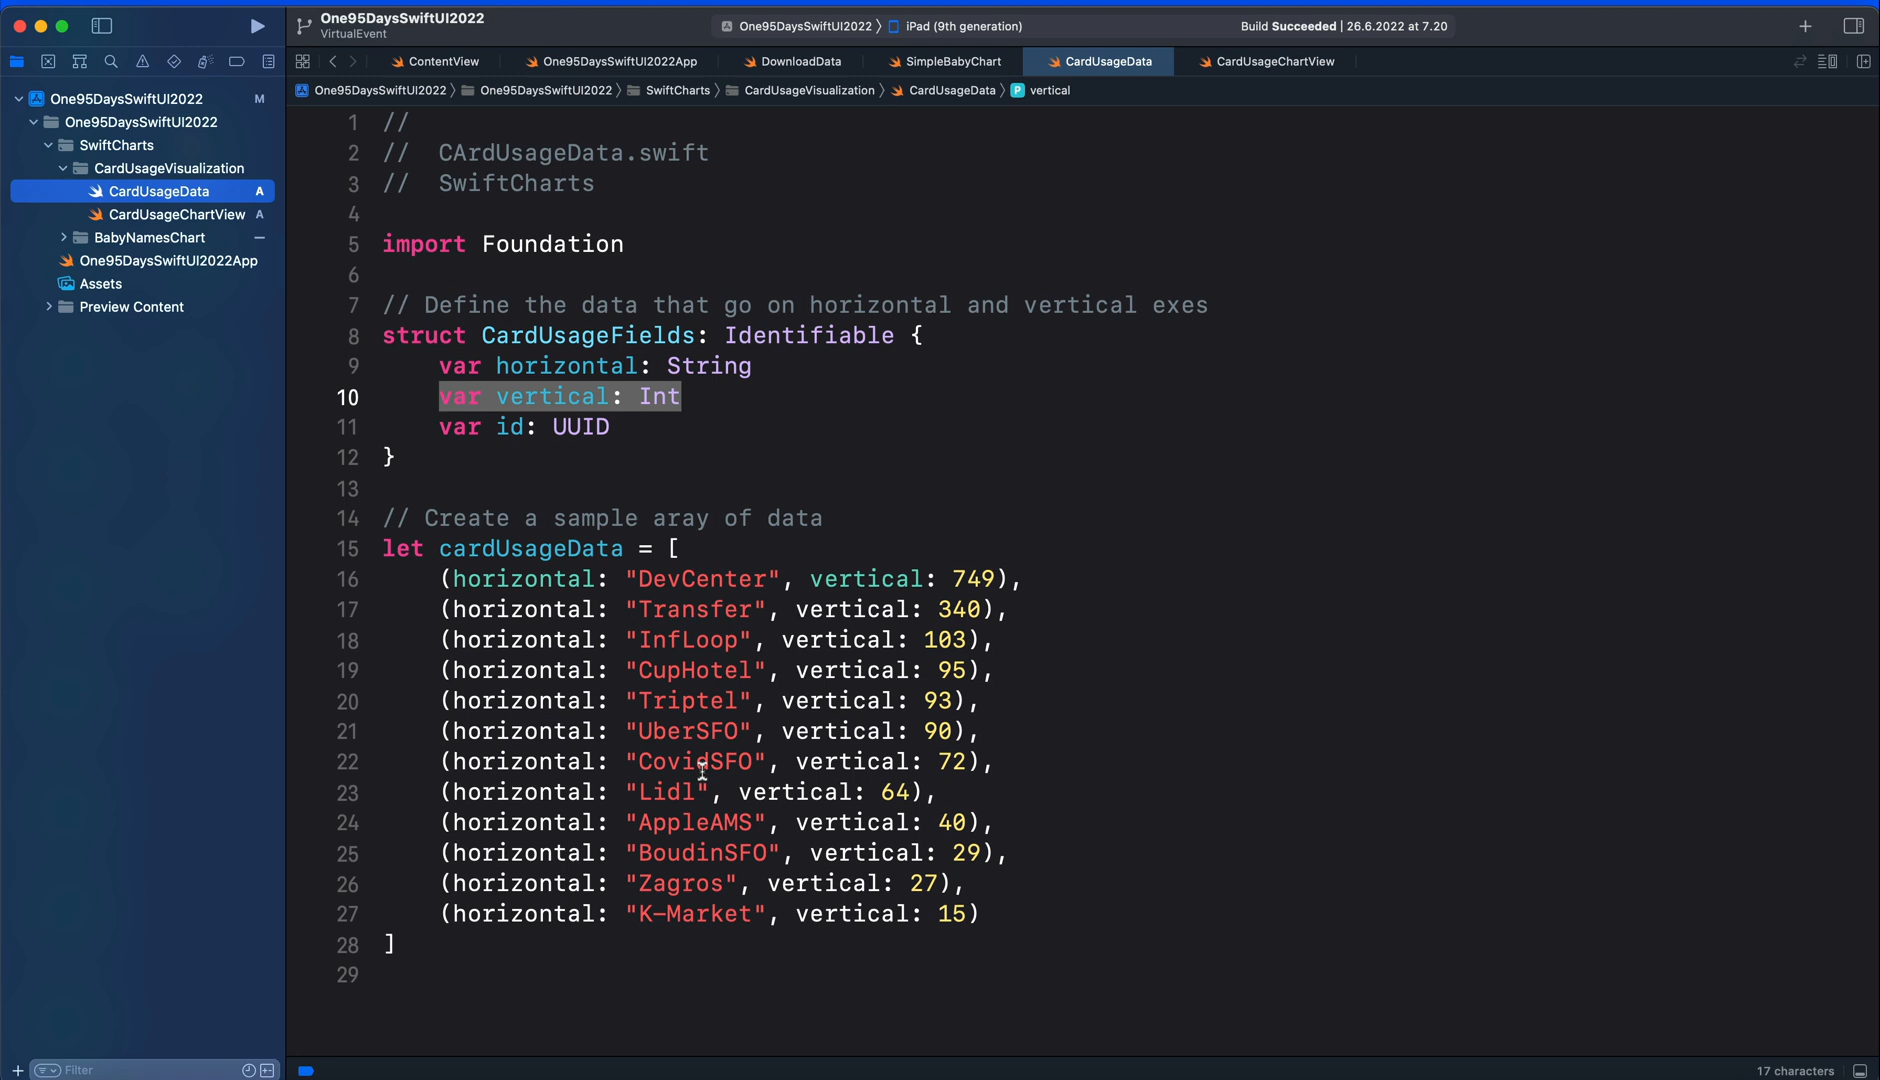 One95DaysSwiftUI2022
VirtualEvent
One95DaysSwiftUI2022 〉 iPad (9th generation)
Build Succeeded | 26.6.2022 at 7.20
ContentView
One95DaysSwiftUI2022App
DownloadData
SimpleBabyChart
CardUsageData
CardUsageChartView
One95DaysSwiftUI2022 〉 One95DaysSwiftUI2022 〉 SwiftCharts 〉 CardUsageVisualization 〉 CardUsageData 〉 P vertical
One95DaysSwiftUI2022 M
One95DaysSwiftUI2022
SwiftCharts
CardUsageVisualization
CardUsageData A
CardUsageChartView A
BabyNamesChart
One95DaysSwiftUI2022App
Assets
Preview Content
1 //
2 //  CArdUsageData.swift
3 //  SwiftCharts
4
5 import Foundation
6
7 // Define the data that go on horizontal and vertical exes
8 struct CardUsageFields: Identifiable {
9     var horizontal: String
10     var vertical: Int
11     var id: UUID
12 }
13
14 // Create a sample aray of data
15 let cardUsageData = [
16     (horizontal: "DevCenter", vertical: 749),
17     (horizontal: "Transfer", vertical: 340),
18     (horizontal: "InfLoop", vertical: 103),
19     (horizontal: "CupHotel", vertical: 95),
20     (horizontal: "Triptel", vertical: 93),
21     (horizontal: "UberSFO", vertical: 90),
22     (horizontal: "CovidSFO", vertical: 72),
23     (horizontal: "Lidl", vertical: 64),
24     (horizontal: "AppleAMS", vertical: 40),
25     (horizontal: "BoudinSFO", vertical: 29),
26     (horizontal: "Zagros", vertical: 27),
27     (horizontal: "K-Market", vertical: 15)
28 ]
29
Filter
17 characters